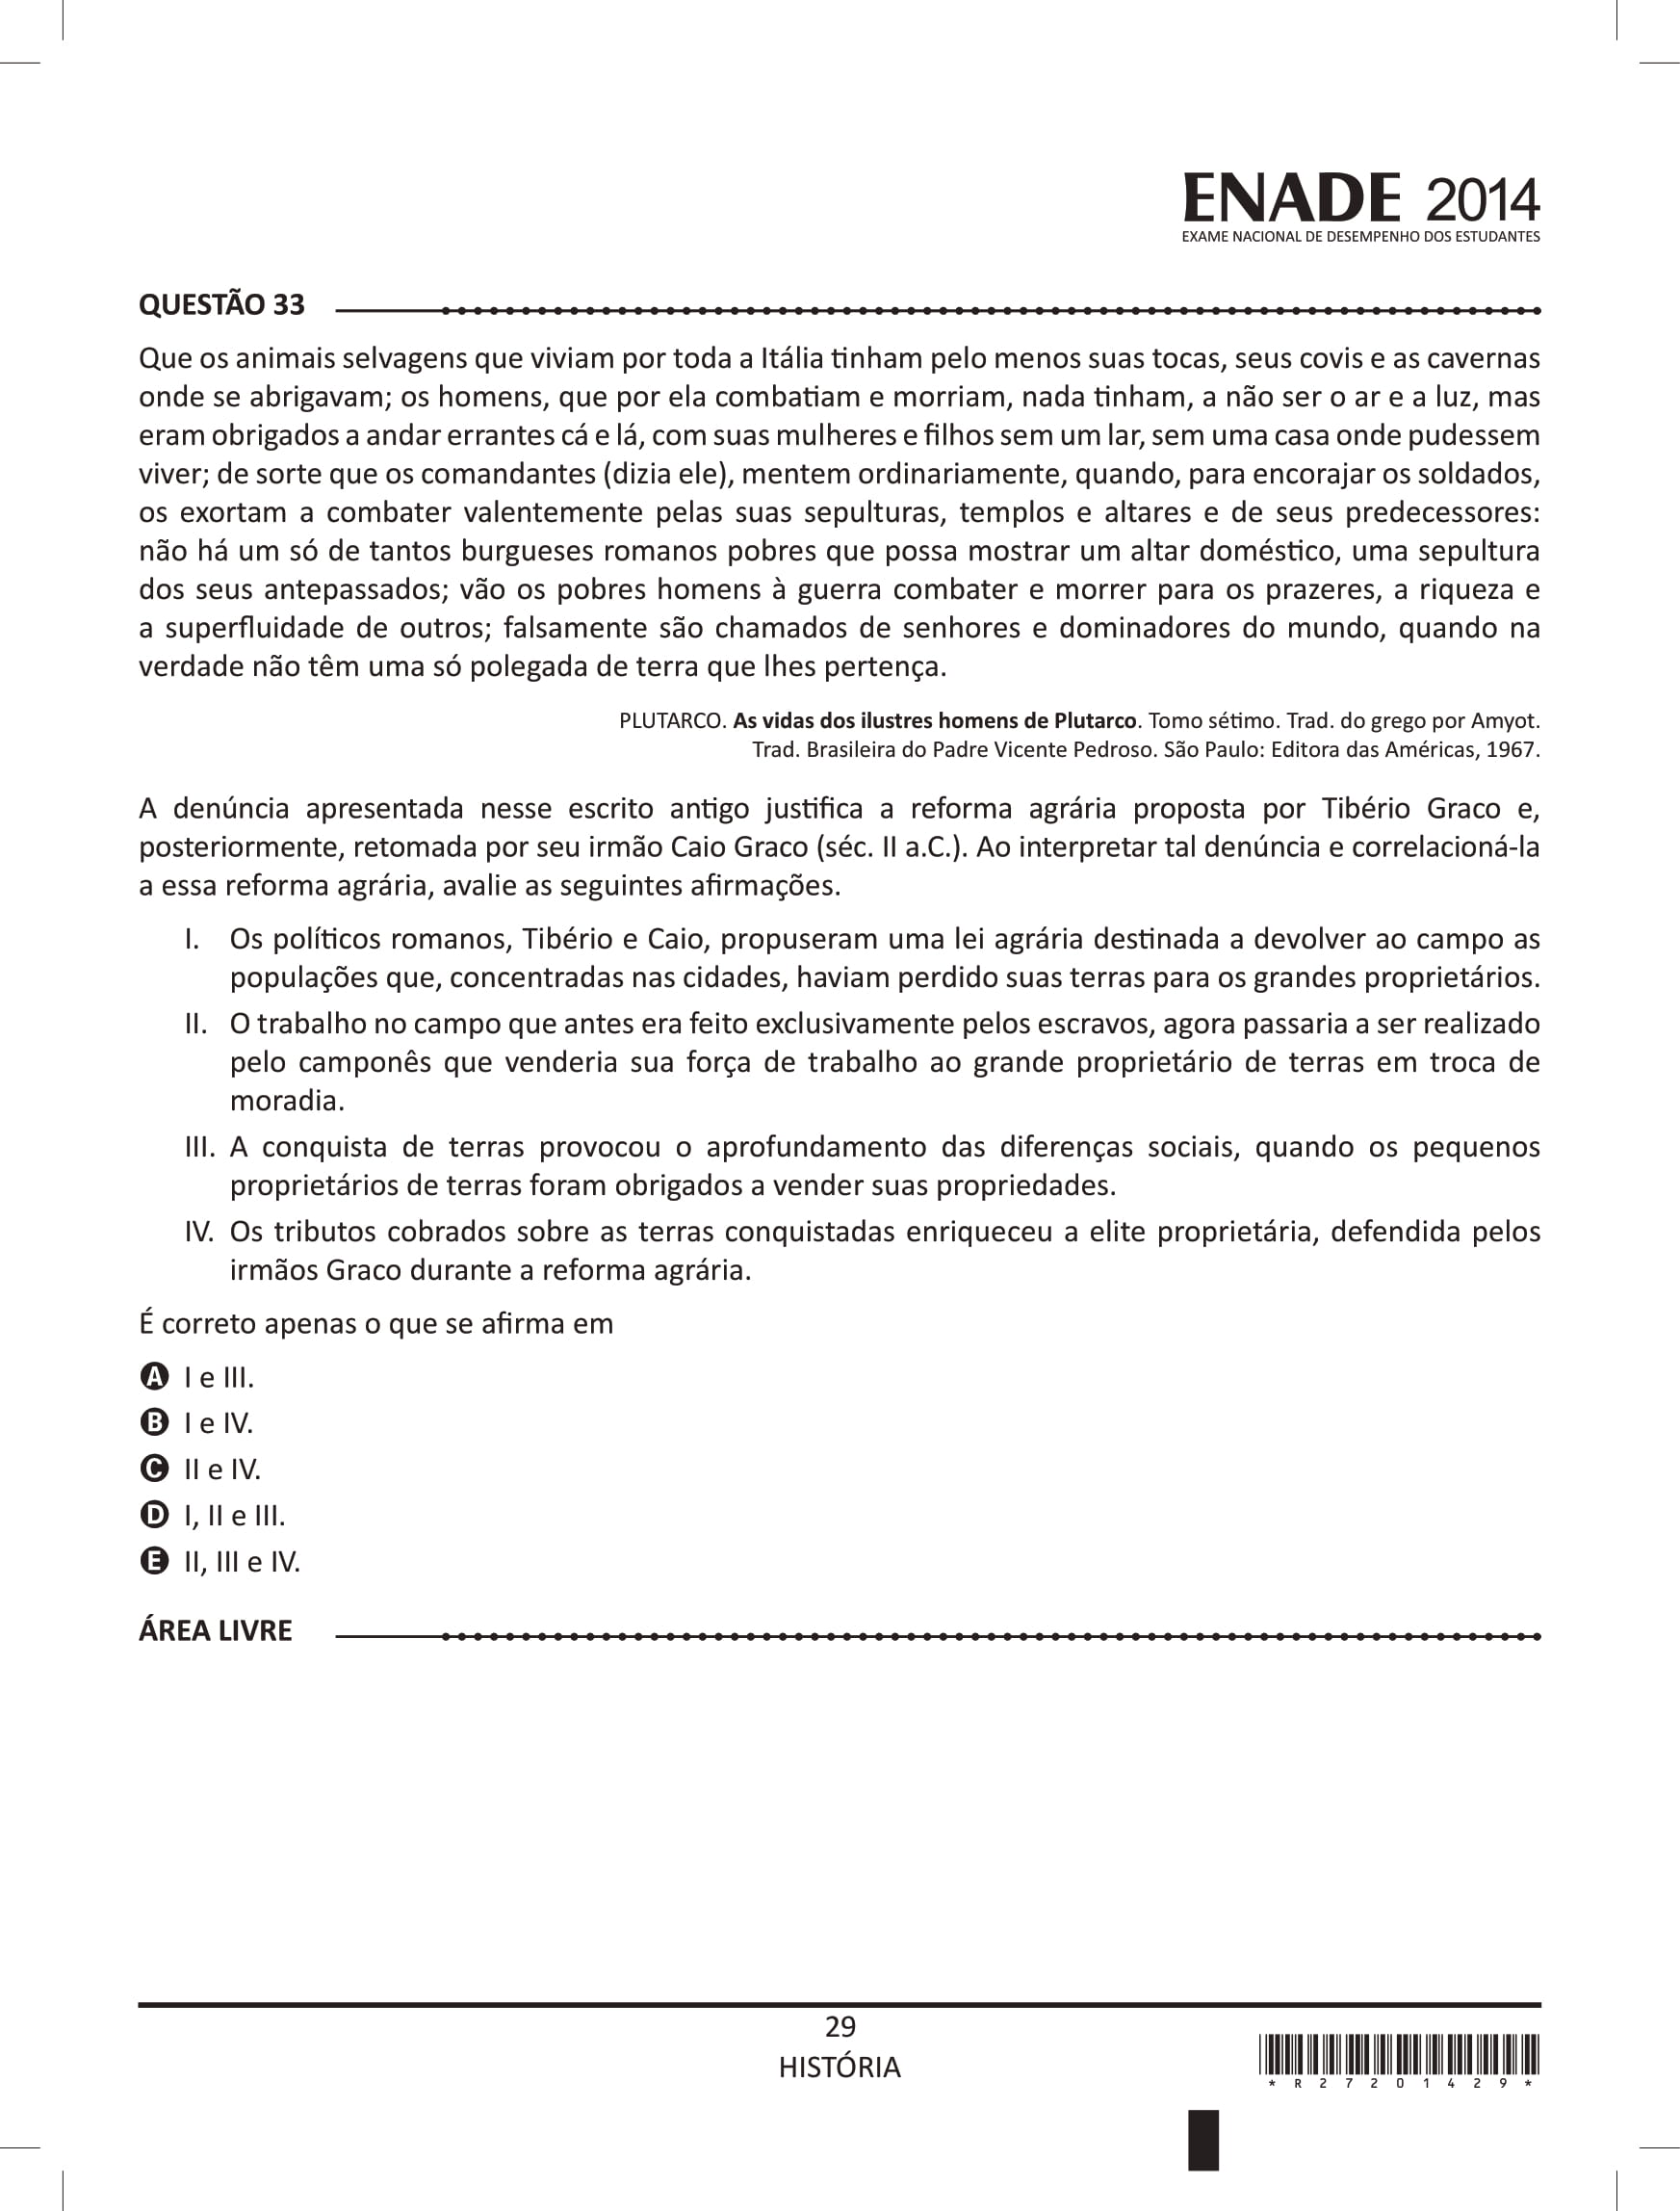 ENADE 2014
EXAME NACIONAL DE DESEMPENHO DOS ESTUDANTES
QUESTÃO 33
Que os animais selvagens que viviam por toda a Itália tinham pelo menos suas tocas, seus covis e as cavernas
onde se abrigavam; os homens, que por ela combatiam e morriam, nada tinham, a não ser o ar e a luz, mas
eram obrigados a andar errantes cá e lá, com suas mulheres e filhos sem um lar, sem uma casa onde pudessem
viver; de sorte que os comandantes (dizia ele), mentem ordinariamente, quando, para encorajar os soldados,
os exortam a combater valentemente pelas suas sepulturas, templos e altares e de seus predecessores:
não há um só de tantos burgueses romanos pobres que possa mostrar um altar doméstico, uma sepultura
dos seus antepassados; vão os pobres homens à guerra combater e morrer para os prazeres, a riqueza e
a superfluidade de outros; falsamente são chamados de senhores e dominadores do mundo, quando na
verdade não têm uma só polegada de terra que lhes pertença.
PLUTARCO. As vidas dos ilustres homens de Plutarco. Tomo sétimo. Trad. do grego por Amyot.
Trad. Brasileira do Padre Vicente Pedroso. São Paulo: Editora das Américas, 1967.
A denúncia apresentada nesse escrito antigo justifica a reforma agrária proposta por Tibério Graco e,
posteriormente, retomada por seu irmão Caio Graco (séc. II a.C.). Ao interpretar tal denúncia e correlacioná-la
a essa reforma agrária, avalie as seguintes afirmações.
I. Os políticos romanos, Tibério e Caio, propuseram uma lei agrária destinada a devolver ao campo as
populações que, concentradas nas cidades, haviam perdido suas terras para os grandes proprietários.
II. O trabalho no campo que antes era feito exclusivamente pelos escravos, agora passaria a ser realizado
pelo camponês que venderia sua força de trabalho ao grande proprietário de terras em troca de
moradia.
III. A conquista de terras provocou o aprofundamento das diferenças sociais, quando os pequenos
proprietários de terras foram obrigados a vender suas propriedades.
IV. Os tributos cobrados sobre as terras conquistadas enriqueceu a elite proprietária, defendida pelos
irmãos Graco durante a reforma agrária.
É correto apenas o que se afirma em
A I e III.
B I e IV.
C II e IV.
D I, II e III.
E II, III e IV.
ÁREA LIVRE
29
HISTÓRIA
* R 2 7 2 0 1 4 2 9 *